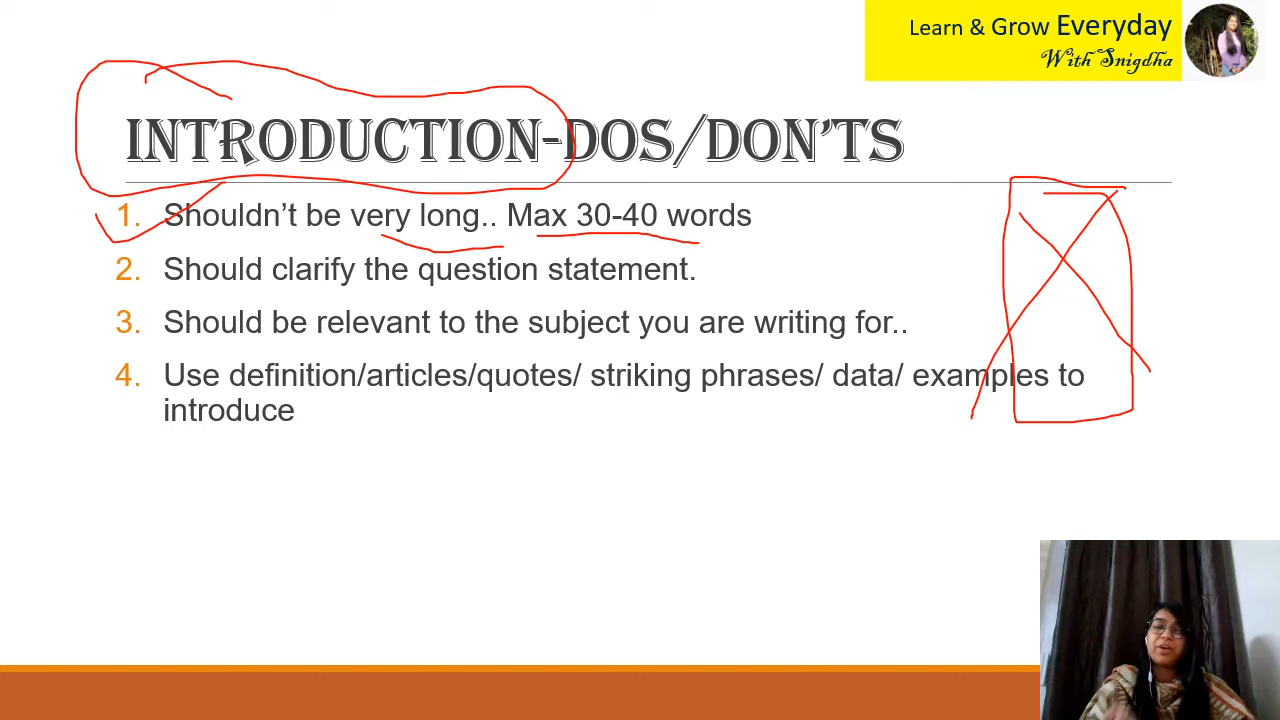 Learn & Grow Everyday
With Snigdha
INTRODUCTION-DOS/DON'TS
1. Shouldn't be very long.. Max 30-40 words
2. Should clarify the question statement.
3. Should be relevant to the subject you are writing for..
4. Use definition/articles/quotes/ striking phrases/ data/ examples to
introduce